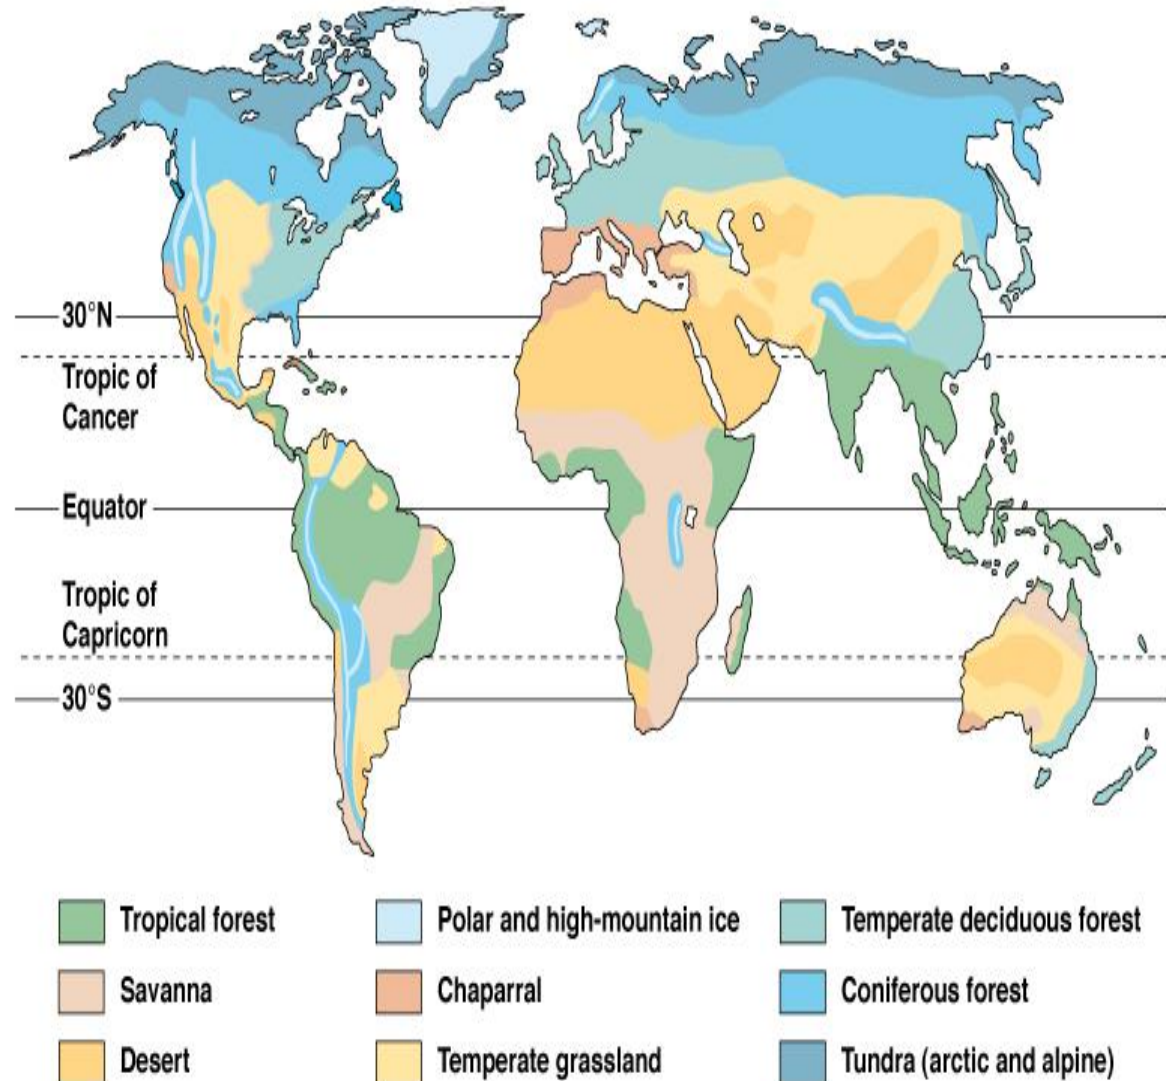 30°N
Tropic of
Cancer
Equator
Tropic of
Capricorn
30°S
Tropical forest
Polar and high-mountain ice
Temperate deciduous forest
Savanna
Chaparral
Coniferous forest
Desert
Temperate grassland
Tundra (arctic and alpine)